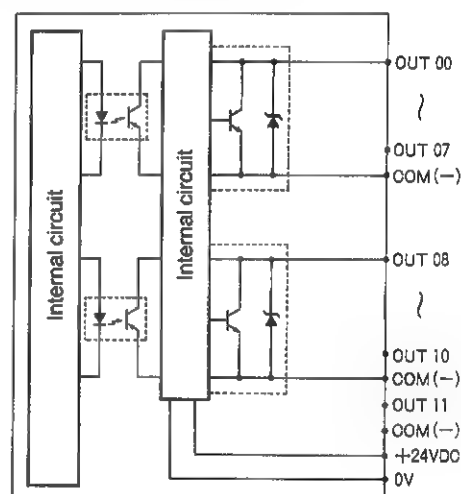 Internal circuit
Internal circuit
OUT 00
~
OUT 07
COM(−)
OUT 08
~
OUT 10
COM(−)
OUT 11
COM(−)
+24VDC
0V